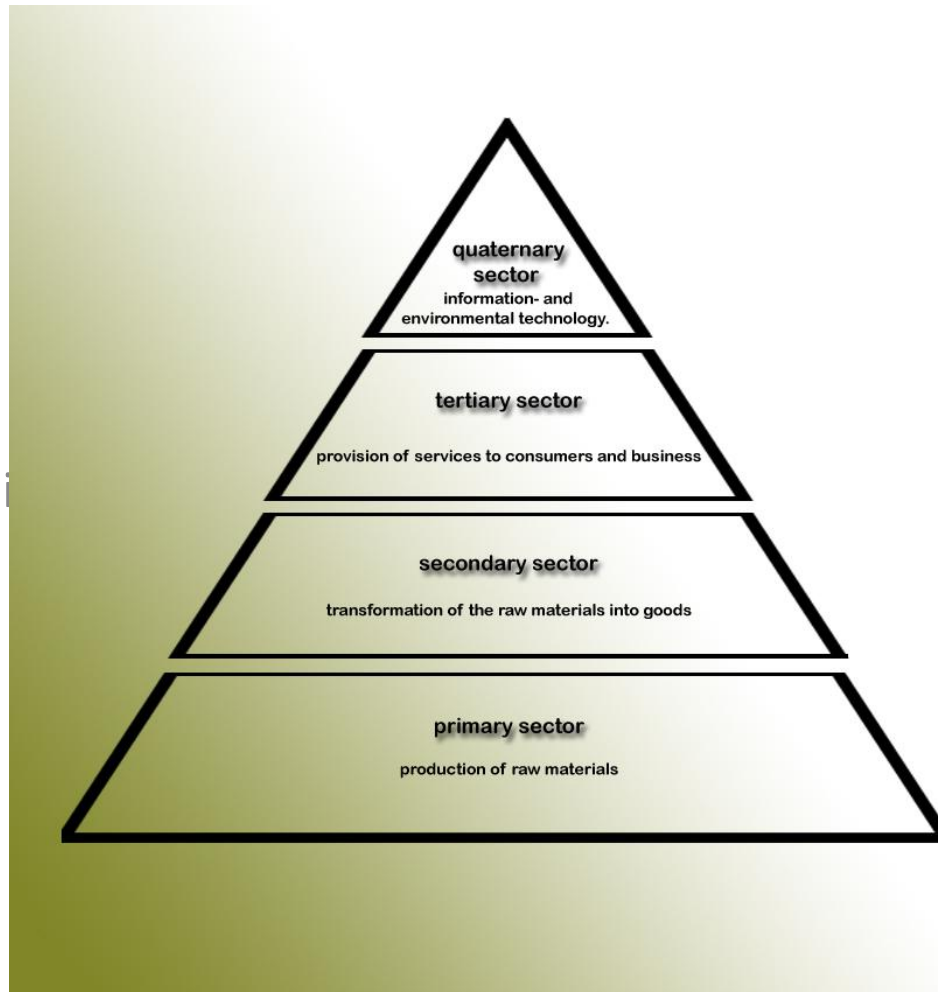 quaternary
sector
information- and
environmental technology.
tertiary sector
provision of services to consumers and business
secondary sector
transformation of the raw materials into goods
primary sector
production of raw materials